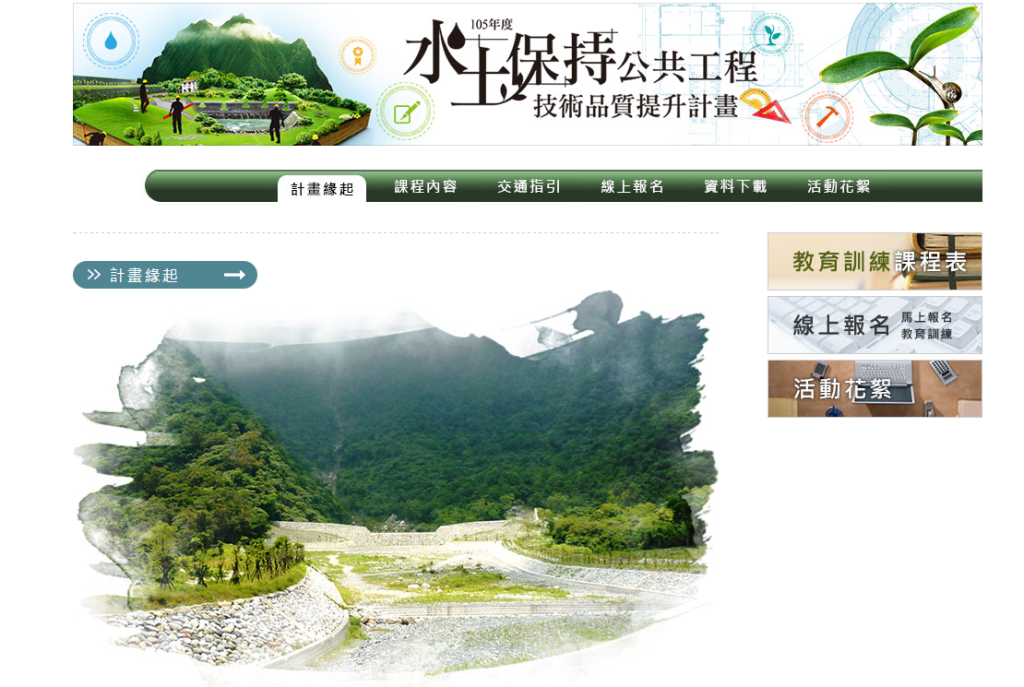 105年度
水土保持公共工程
技術品質提升計畫
計畫緣起 課程內容 交通指引 線上報名 資料下載 活動花絮
計畫緣起
教育訓練課程表
線上報名 馬上報名
教育訓練
活動花絮